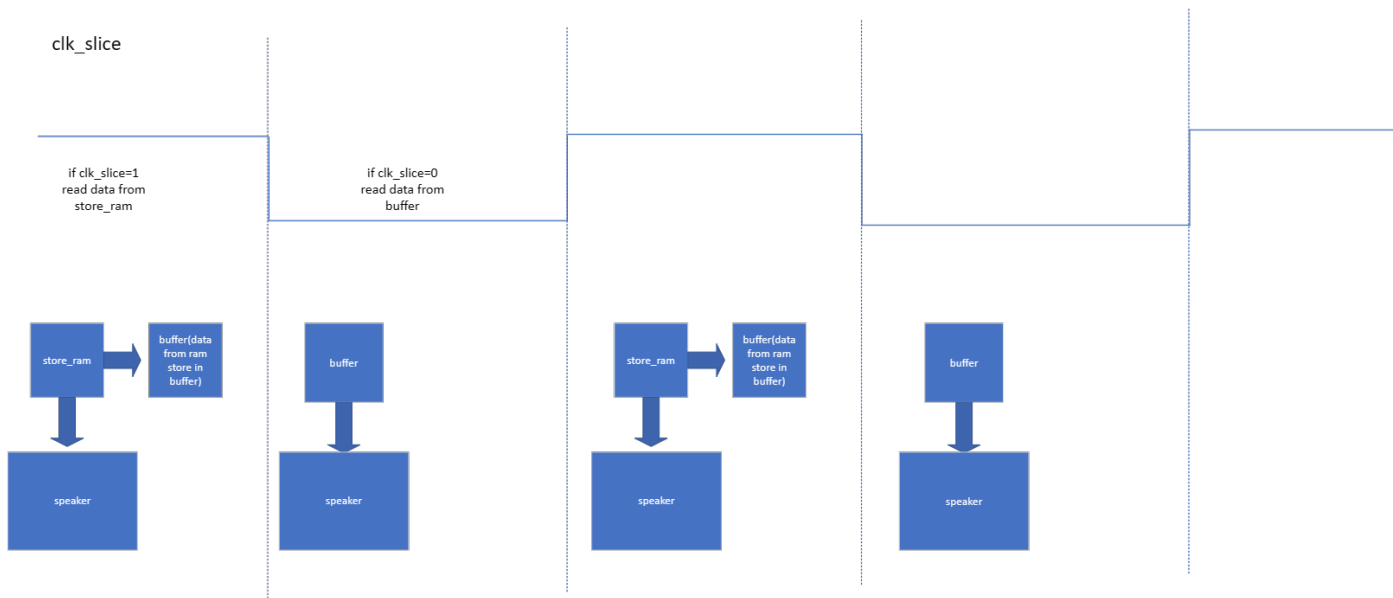 clk_slice
if clk_slice=1
read data from
store_ram
if clk_slice=0
read data from
buffer
store_ram
buffer(data
from ram
store in
buffer)
speaker
buffer
speaker
store_ram
buffer(data
from ram
store in
buffer)
speaker
buffer
speaker